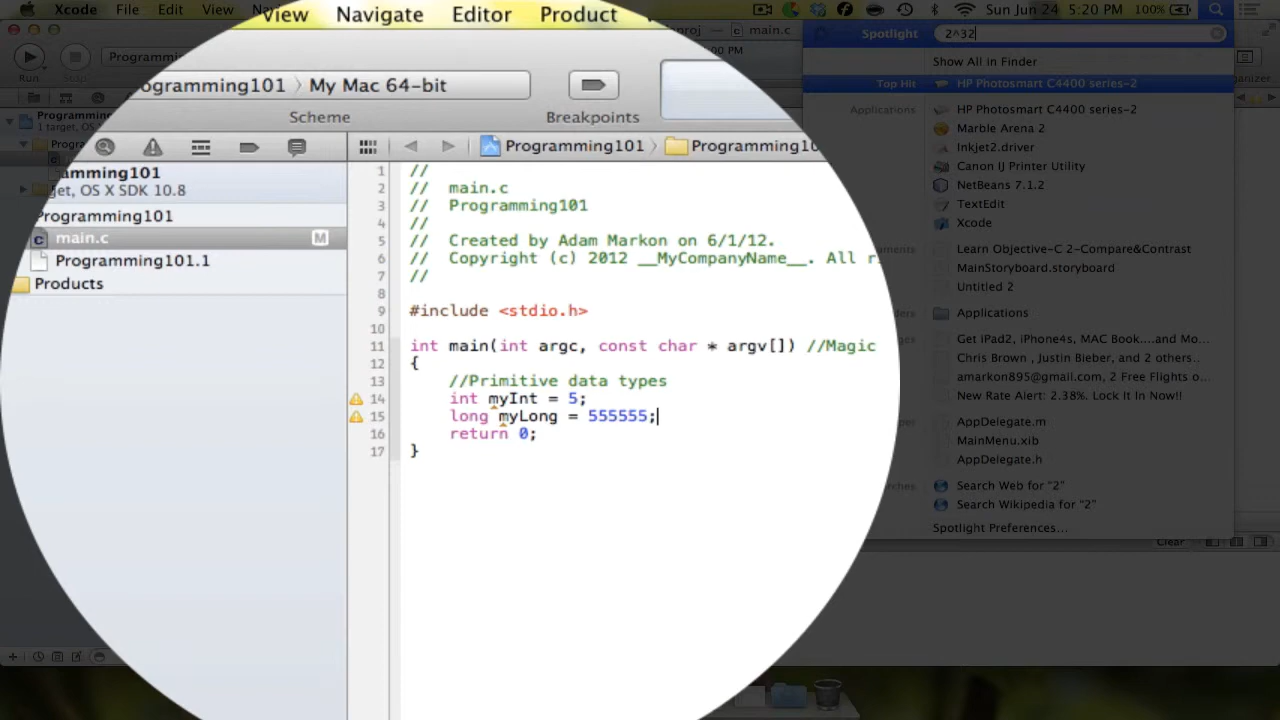 Xcode File Edit View
Sun Jun 24 5:20 PM 100%
View Navigate Editor Product
main.c
Spotlight 2^32
Run
ogramming101 › My Mac 64-bit
Scheme
Breakpoints
Programming101
Programming10
Show All in Finder
Top Hit HP Photosmart C4400 series-2
Applications HP Photosmart C4400 series-2
Marble Arena 2
Inkjet2.driver
Canon IJ Printer Utility
NetBeans 7.1.2
TextEdit
Xcode
Learn Objective-C 2-Compare&Contrast
MainStoryboard.storyboard
Untitled 2
Applications
Get iPad2, iPhone4s, MAC Book....and Mo...
Chris Brown , Justin Bieber, and 2 others..
amarkon895@gmail.com, 2 Free Flights o...
New Rate Alert: 2.38%. Lock It In Now!!
AppDelegate.m
MainMenu.xib
AppDelegate.h
Search Web for "2"
Search Wikipedia for "2"
Spotlight Preferences...
Clear
amming101
get, OS X SDK 10.8
Programming101
main.c M
Programming101.1
Products
1 //
2 // main.c
3 // Programming101
4 //
5 // Created by Adam Markon on 6/1/12.
6 // Copyright (c) 2012 __MyCompanyName__. All r
7 //
8
9 #include <stdio.h>
10
11 int main(int argc, const char * argv[]) //Magic
12 {
13 //Primitive data types
14 int myInt = 5;
15 long myLong = 555555;
16 return 0;
17 }